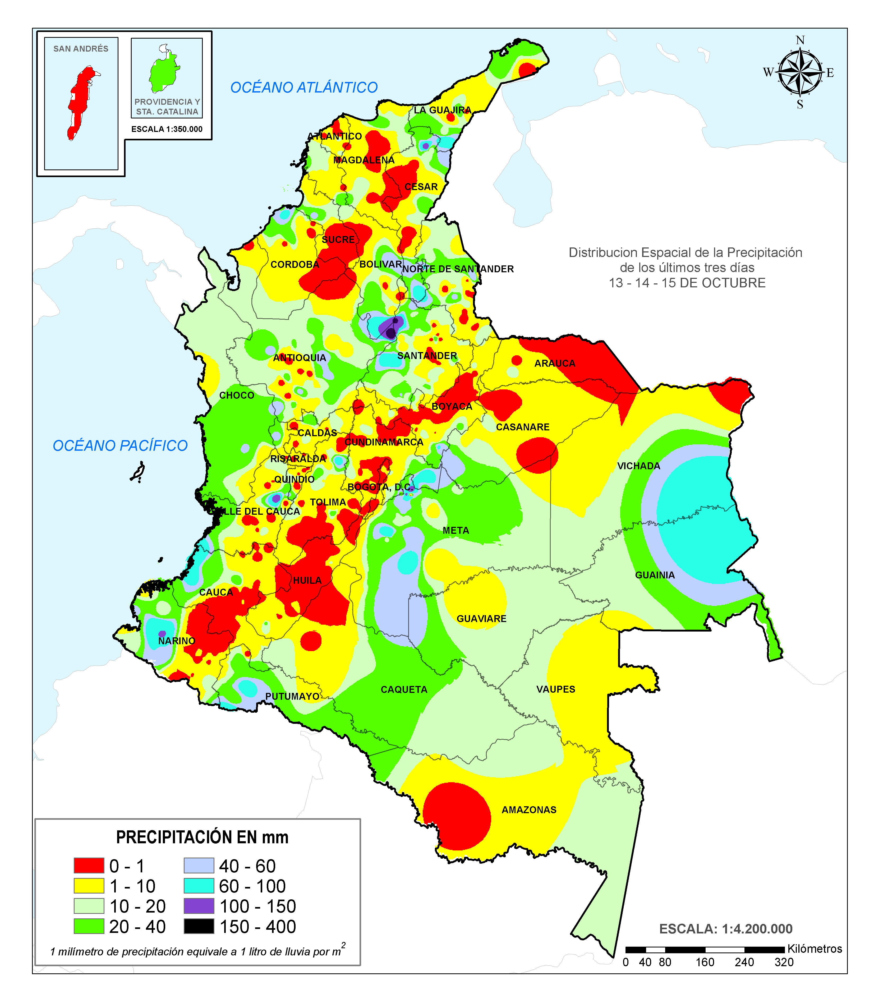 SAN ANDRÉS
PROVIDENCIA Y
STA. CATALINA
ESCALA 1:350.000
N
W
E
S
OCÉANO ATLÁNTICO
LA GUAJIRA
ATLANTICO
MAGDALENA
CESAR
SUCRE
CORDOBA
BOLIVAR
NORTE DE SANTANDER
Distribucion Espacial de la Precipitación
de los últimos tres días
13 - 14 - 15 DE OCTUBRE
ANTIOQUIA
SANTANDER
ARAUCA
CHOCO
BOYACA
CASANARE
CALDAS
CUNDINAMARCA
OCÉANO PACÍFICO
RISARALDA
VICHADA
QUINDIO
BOGOTA, D.C.
TOLIMA
LLE DEL CAUCA
META
HUILA
GUAINIA
CAUCA
GUAVIARE
NARINO
CAQUETA
VAUPES
PUTUMAYO
AMAZONAS
PRECIPITACIÓN EN mm
0 - 1
40 - 60
1 - 10
60 - 100
10 - 20
100 - 150
20 - 40
150 - 400
1 milímetro de precipitación equivale a 1 litro de lluvia por m2
ESCALA: 1:4.200.000
Kilómetros
0 40 80 160 240 320